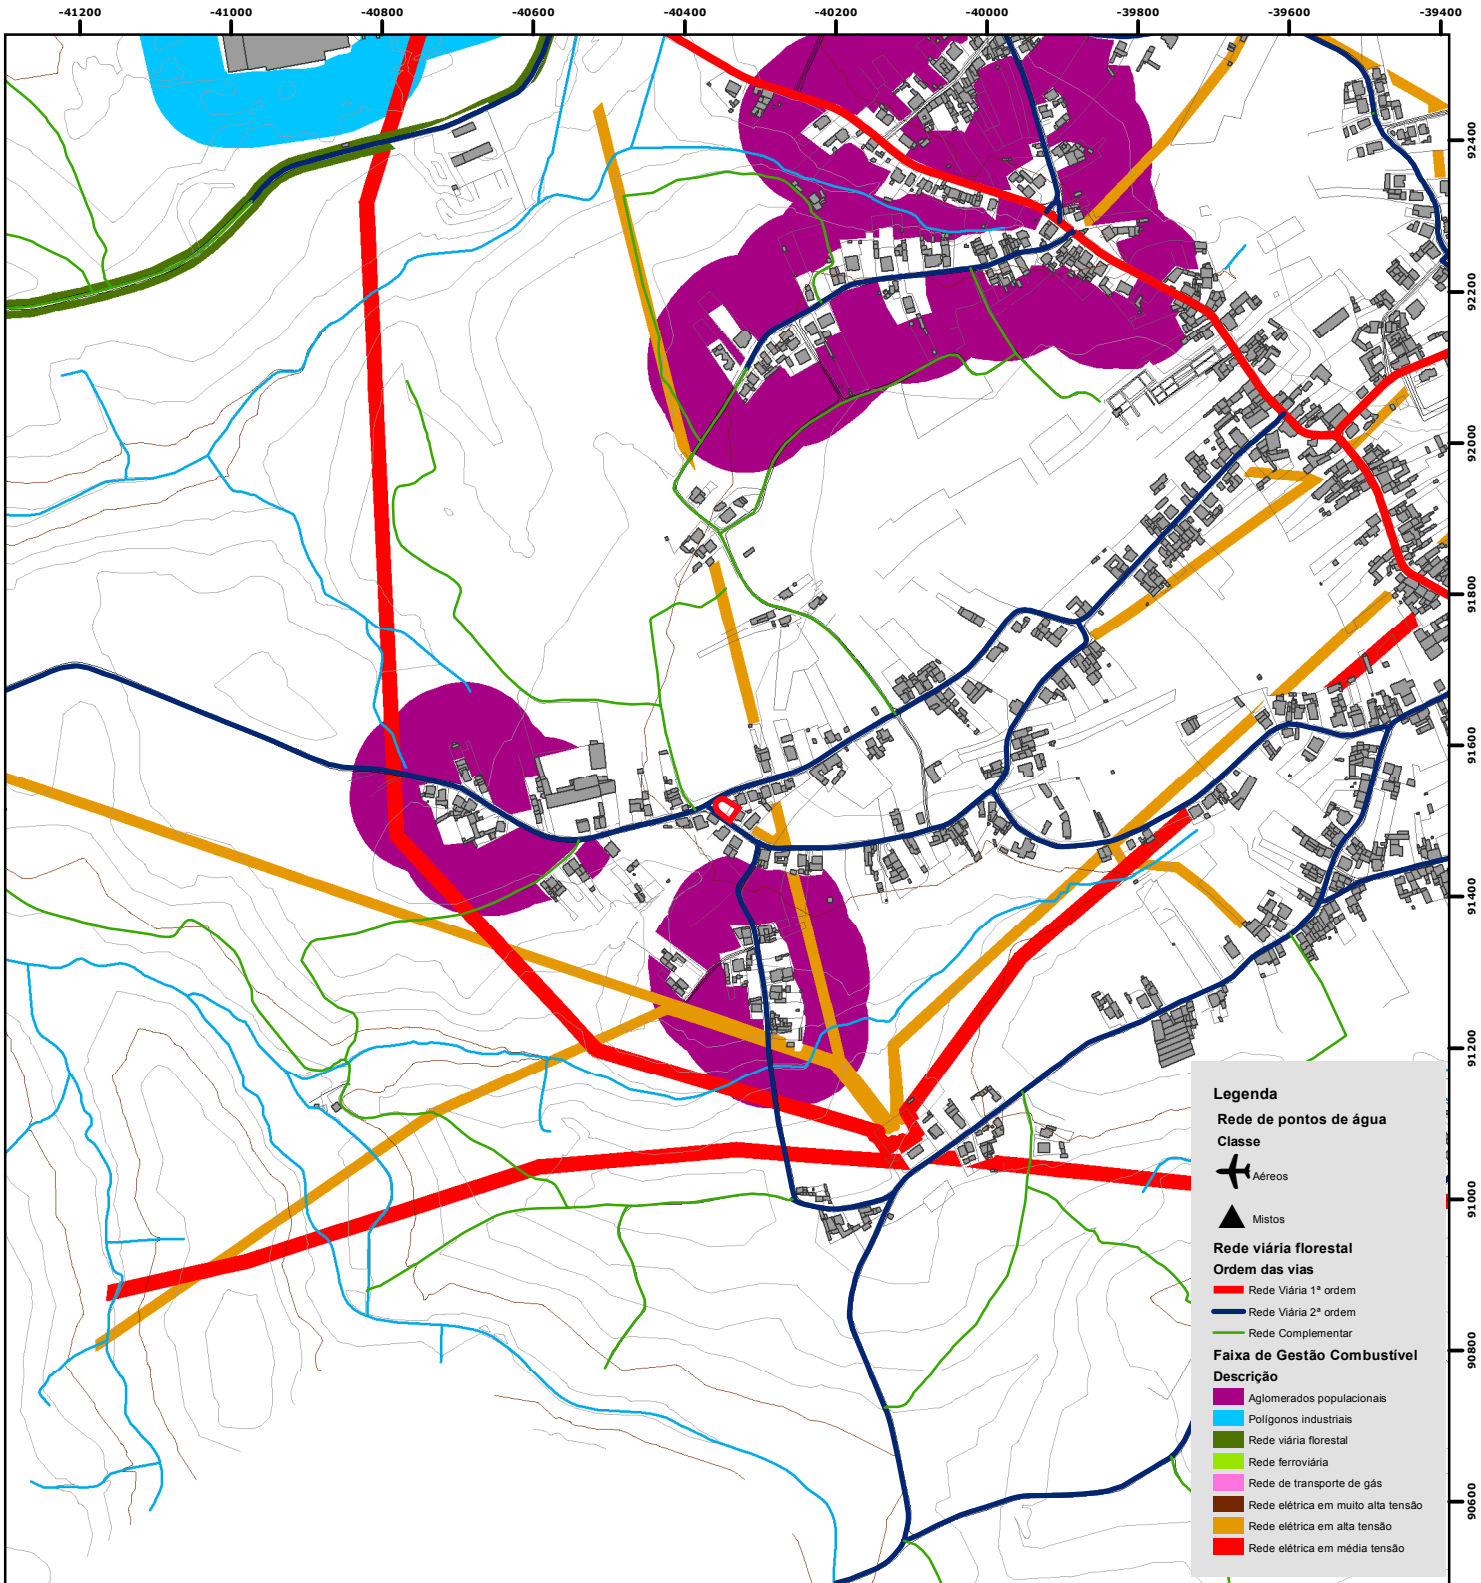 -41200 -41000 -40800 -40600 -40400 -40200 -40000 -39800 -39600 -39400
92400
92200
92000
91800
91600
91400
91200
91000
90800
90600
Legenda
Rede de pontos de água
Classe
Aéreos
Mistos
Rede viária florestal
Ordem das vias
Rede Viária 1ª ordem
Rede Viária 2ª ordem
Rede Complementar
Faixa de Gestão Combustível
Descrição
Aglomerados populacionais
Polígonos industriais
Rede viária florestal
Rede ferroviária
Rede de transporte de gás
Rede elétrica em muito alta tensão
Rede elétrica em alta tensão
Rede elétrica em média tensão